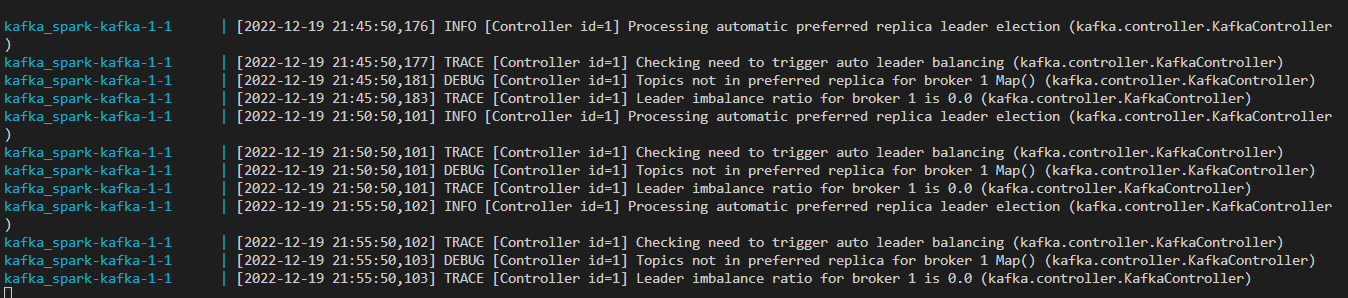 kafka_spark-kafka-1-1      | [2022-12-19 21:45:50,176] INFO [Controller id=1] Processing automatic preferred replica leader election (kafka.controller.KafkaController
)
kafka_spark-kafka-1-1      | [2022-12-19 21:45:50,177] TRACE [Controller id=1] Checking need to trigger auto leader balancing (kafka.controller.KafkaController)
kafka_spark-kafka-1-1      | [2022-12-19 21:45:50,181] DEBUG [Controller id=1] Topics not in preferred replica for broker 1 Map() (kafka.controller.KafkaController)
kafka_spark-kafka-1-1      | [2022-12-19 21:45:50,183] TRACE [Controller id=1] Leader imbalance ratio for broker 1 is 0.0 (kafka.controller.KafkaController)
kafka_spark-kafka-1-1      | [2022-12-19 21:50:50,101] INFO [Controller id=1] Processing automatic preferred replica leader election (kafka.controller.KafkaController
)
kafka_spark-kafka-1-1      | [2022-12-19 21:50:50,101] TRACE [Controller id=1] Checking need to trigger auto leader balancing (kafka.controller.KafkaController)
kafka_spark-kafka-1-1      | [2022-12-19 21:50:50,101] DEBUG [Controller id=1] Topics not in preferred replica for broker 1 Map() (kafka.controller.KafkaController)
kafka_spark-kafka-1-1      | [2022-12-19 21:50:50,101] TRACE [Controller id=1] Leader imbalance ratio for broker 1 is 0.0 (kafka.controller.KafkaController)
kafka_spark-kafka-1-1      | [2022-12-19 21:55:50,102] INFO [Controller id=1] Processing automatic preferred replica leader election (kafka.controller.KafkaController
)
kafka_spark-kafka-1-1      | [2022-12-19 21:55:50,102] TRACE [Controller id=1] Checking need to trigger auto leader balancing (kafka.controller.KafkaController)
kafka_spark-kafka-1-1      | [2022-12-19 21:55:50,103] DEBUG [Controller id=1] Topics not in preferred replica for broker 1 Map() (kafka.controller.KafkaController)
kafka_spark-kafka-1-1      | [2022-12-19 21:55:50,103] TRACE [Controller id=1] Leader imbalance ratio for broker 1 is 0.0 (kafka.controller.KafkaController)